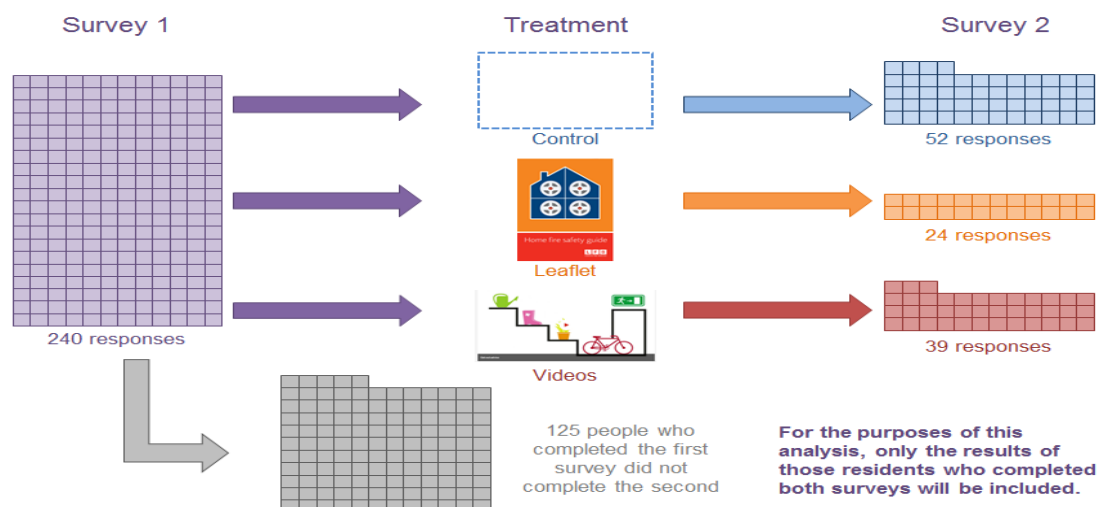 Survey 1
Treatment
Survey 2
Control
52 responses
Home fire safety guide
Leaflet
24 responses
240 responses
Videos
39 responses
125 people who
completed the first
survey did not
complete the second
For the purposes of this
analysis, only the results of
those residents who completed
both surveys will be included.